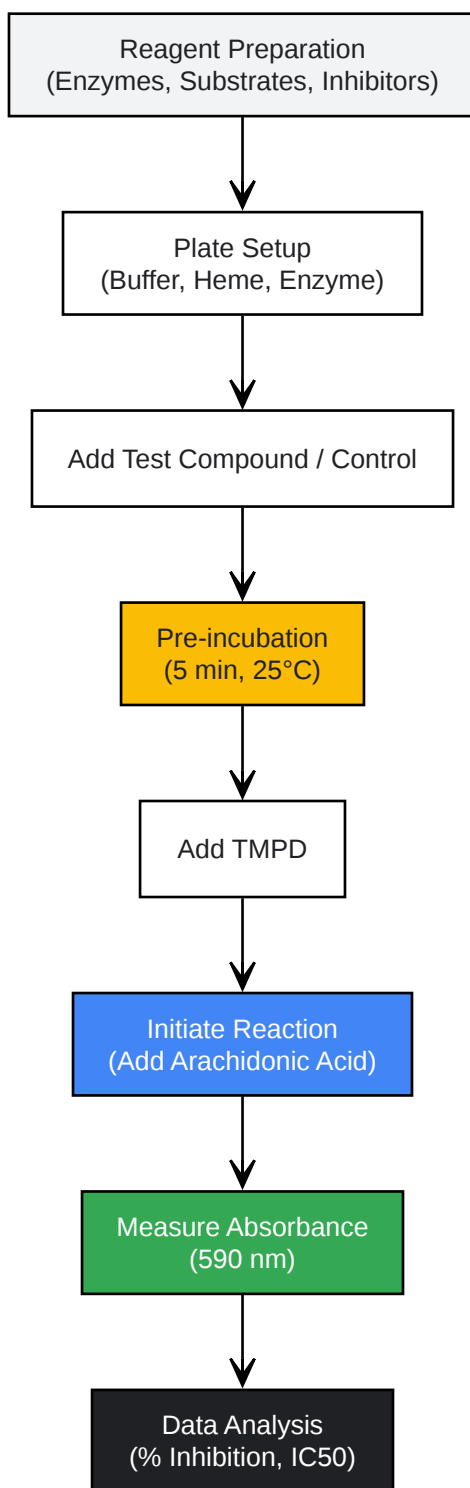 Reagent Preparation
(Enzymes, Substrates, Inhibitors)
Plate Setup
(Buffer, Heme, Enzyme)
Add Test Compound / Control
Pre-incubation
(5 min, 25°C)
Add TMPD
Initiate Reaction
(Add Arachidonic Acid)
Measure Absorbance
(590 nm)
Data Analysis
(% Inhibition, IC50)